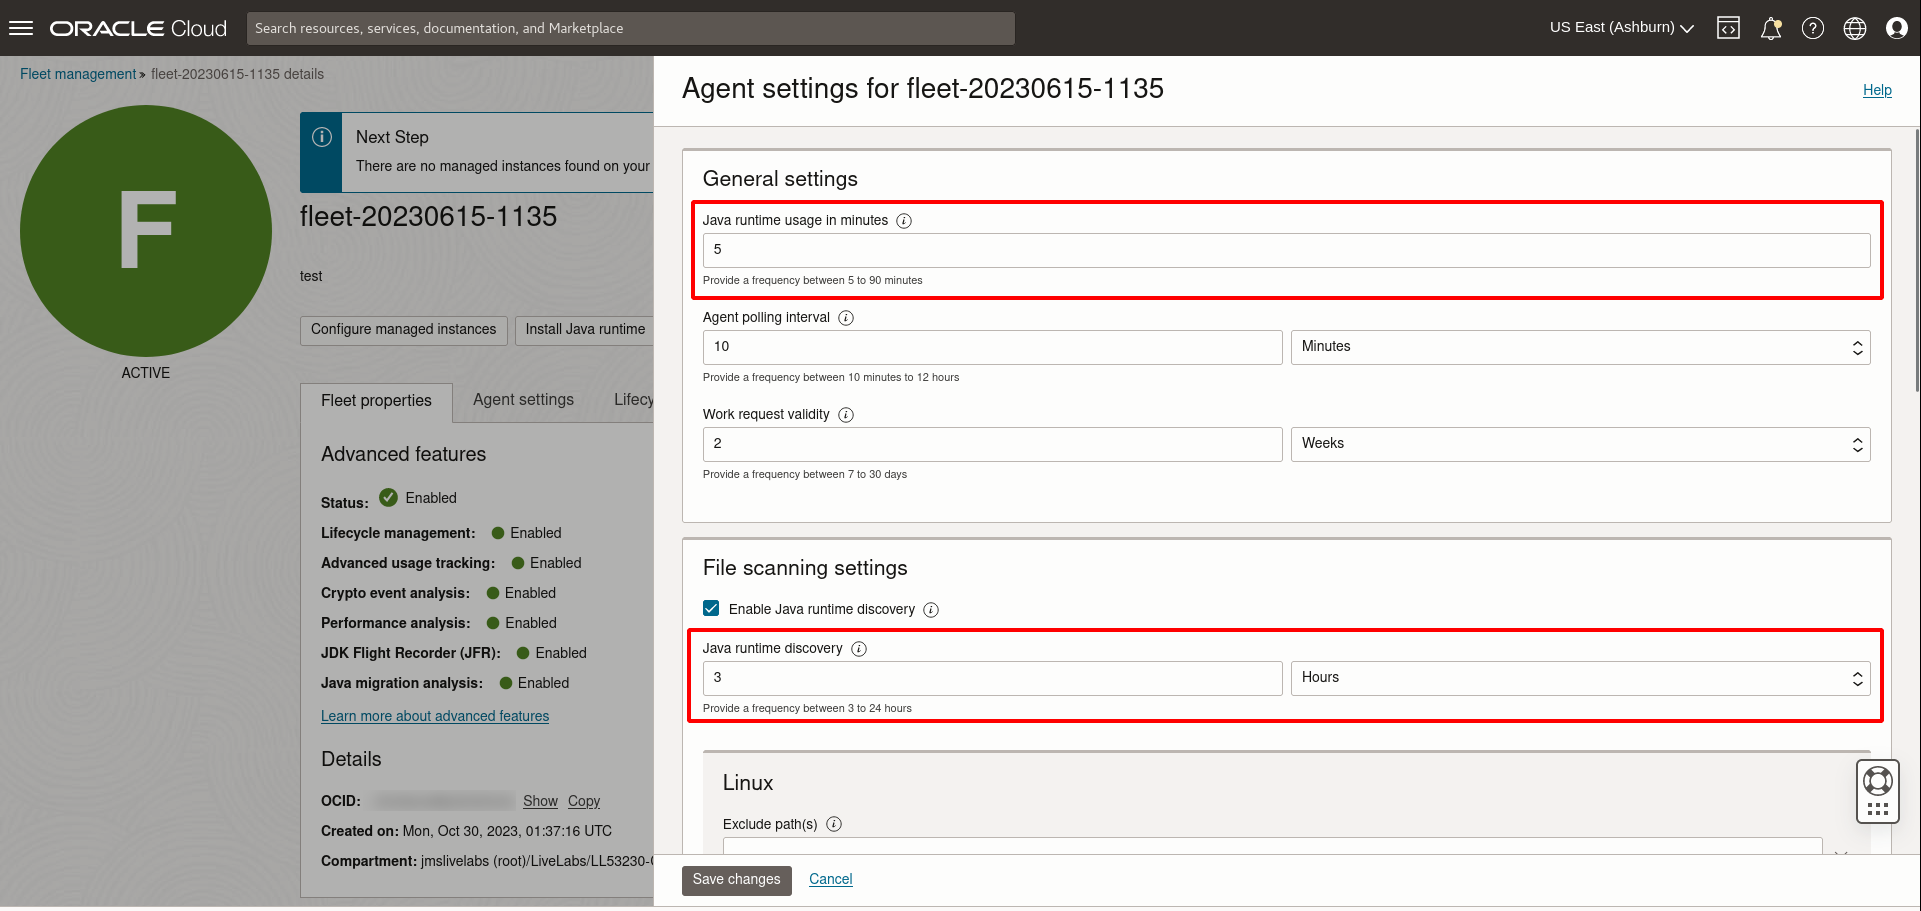 ORACLE Cloud
Search resources, services, documentation, and Marketplace
US East (Ashburn)
Fleet management » fleet-20230615-1135 details
F
ACTIVE
Next Step
There are no managed instances found on your
fleet-20230615-1135
test
Configure managed instances
Install Java runtime
Fleet properties
Agent settings
Lifecy
Advanced features
Status: Enabled
Lifecycle management: Enabled
Advanced usage tracking: Enabled
Crypto event analysis: Enabled
Performance analysis: Enabled
JDK Flight Recorder (JFR): Enabled
Java migration analysis: Enabled
Learn more about advanced features
Details
OCID: Show Copy
Created on: Mon, Oct 30, 2023, 01:37:16 UTC
Compartment: jmslivelabs (root)/LiveLabs/LL53230-
Agent settings for fleet-20230615-1135
Help
General settings
Java runtime usage in minutes
5
Provide a frequency between 5 to 90 minutes
Agent polling interval
10
Minutes
Provide a frequency between 10 minutes to 12 hours
Work request validity
2
Weeks
Provide a frequency between 7 to 30 days
File scanning settings
Enable Java runtime discovery
Java runtime discovery
3
Hours
Provide a frequency between 3 to 24 hours
Linux
Exclude path(s)
Save changes
Cancel